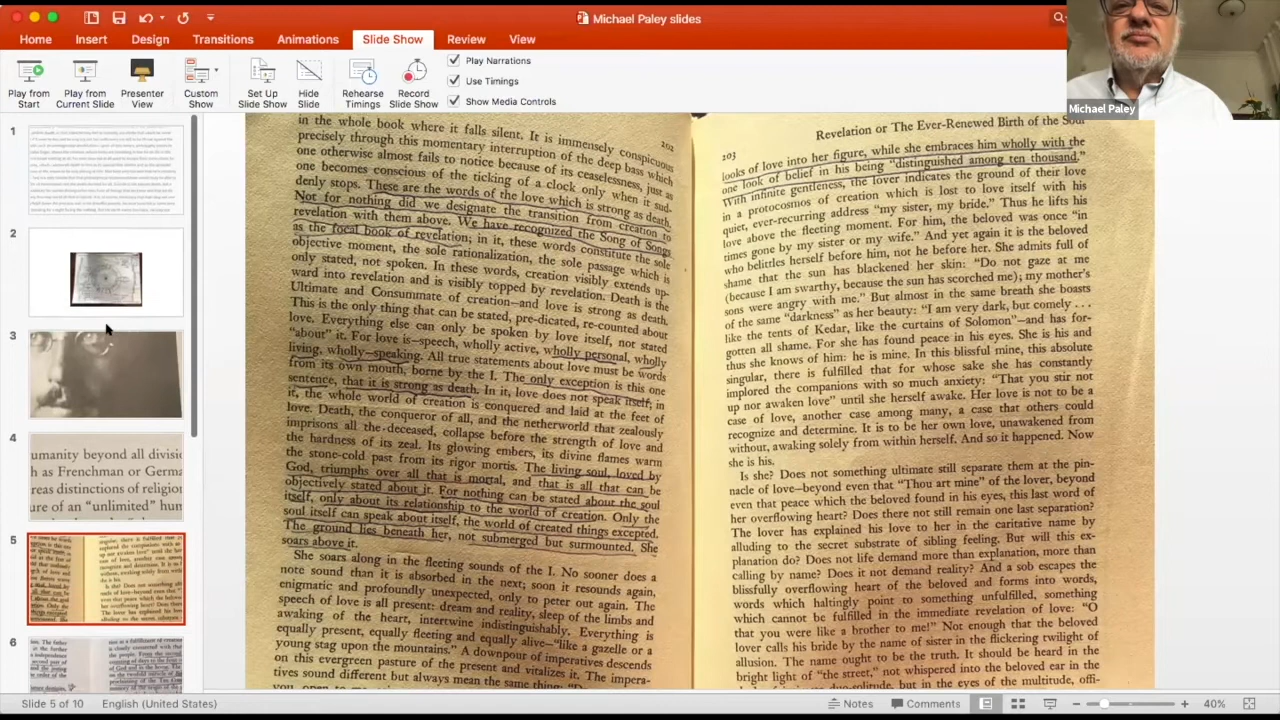 Michael Paley slides
Home Insert Design Transitions Animations Slide Show Review View
Play from Start
Play from Current Slide
Presenter View
Custom Show
Set Up Slide Show
Hide Slide
Rehearse Timings
Record Slide Show
Play Narrations
Use Timings
Show Media Controls
Michael Paley
1
2
3
4
umanity beyond all divisi
h as Frenchman or Germa
reas distinctions of religior
ure of an "unlimited" hum
5
6
202
in the whole book where it falls silent. It is immensely conspicuous
precisely through this momentary interruption of the deep bass which
one otherwise almost fails to notice because of its ceaselessness, just as
one becomes conscious of the ticking of a clock only when it sud-
denly stops. These are the words of the love which is strong as death.
Not for nothing did we designate the transition from creation to
revelation with them above. We have recognized the Song of Songs
as the focal book of revelation; in it, these words constitute the sole
objective moment, the sole rationalization, the sole passage which is
only stated, not spoken. In these words, creation visibly extends up-
ward into revelation and is visibly topped by revelation. Death is the
Ultimate and Consummate of creation—and love is strong as death.
This is the only thing that can be stated, pre-dicated, re-counted about
love. Everything else can only be spoken by love itself, not stated
"about" it. For love is—speech, wholly active, wholly personal, wholly
living, wholly—speaking. All true statements about love must be words
from its own mouth, borne by the I. The only exception is this one
sentence, that it is strong as death. In it, love does not speak itself; in
it, the whole world of creation is conquered and laid at the feet of
love. Death, the conqueror of all, and the netherworld that zealously
imprisons all the deceased, collapse before the strength of love and
the hardness of its zeal. Its glowing embers, its divine flames warm
the stone-cold past from its rigor mortis. The living soul, loved by
God, triumphs over all that is mortal, and that is all that can be
objectively stated about it. For nothing can be stated about the soul
itself, only about its relationship to the world of creation. Only the
soul itself can speak about itself, the world of created things excepted.
The ground lies beneath her, not submerged but surmounted. She
soars above it.
She soars along in the fleeting sounds of the I. No sooner does a
note sound than it is absorbed in the next; soon it resounds again,
enigmatic and profoundly unexpected, only to peter out again. The
speech of love is all present: dream and reality, sleep of the limbs and
awaking of the heart, intertwine indistinguishably. Everything is
equally present, equally fleeting and equally alive—"like a gazelle or a
young stag upon the mountains." A downpour of imperatives descends
on this evergreen pasture of the present and vitalizes it. The impera-
tives sound different but always mean the same thing:
Revelation or The Ever-Renewed Birth of the Soul
203
looks of love into her figure, while she embraces him wholly with the
one look of belief in his being "distinguished among ten thousand."
With infinite gentleness, the lover indicates the ground of their love
in a protocosmos of creation which is lost to love itself with his
quiet, ever-recurring address "my sister, my bride." Thus he lifts his
love above the fleeting moment. For him, the beloved was once "in
times gone by my sister or my wife." And yet again it is the beloved
who belittles herself before him, not he before her. She admits full of
shame that the sun has blackened her skin: "Do not gaze at me
(because I am swarthy, because the sun has scorched me); my mother's
sons were angry with me." But almost in the same breath she boasts
of the same "darkness" as her beauty: "I am very dark, but comely . . .
like the tents of Kedar, like the curtains of Solomon"—and has for-
gotten all shame. For she has found peace in his eyes. She is his and
thus she knows of him: he is mine. In this blissful mine, this absolute
singular, there is fulfilled that for whose sake she has constantly
implored the companions with so much anxiety: "That you stir not
up nor awaken love" until she herself awake. Her love is not to be a
case of love, another case among many, a case that others could
recognize and determine. It is to be her own love, unawakened from
without, awaking solely from within herself. And so it happened. Now
she is his.
Is she? Does not something ultimate still separate them at the pin-
nacle of love—beyond even that "Thou art mine" of the lover, beyond
even that peace which the beloved found in his eyes, this last word of
her overflowing heart? Does there not still remain one last separation?
The lover has explained his love to her in the caritative name by
alluding to the secret substrate of sibling feeling. But will this ex-
planation do? Does not life demand more than explanation, more than
calling by name? Does it not demand reality? And a sob escapes the
blissfully overflowing heart of the beloved and forms into words,
words which haltingly point to something unfulfilled, something
which cannot be fulfilled in the immediate revelation of love: "O
that you were like a brother to me!" Not enough that the beloved
lover calls his bride by the name of sister in the flickering twilight of
allusion. The name ought to be the truth. It should be heard in the
bright light of "the street," not whispered into the beloved ear in the
but in the eyes of the multitude, offi-
Slide 5 of 10 English (United States) Notes Comments 40%